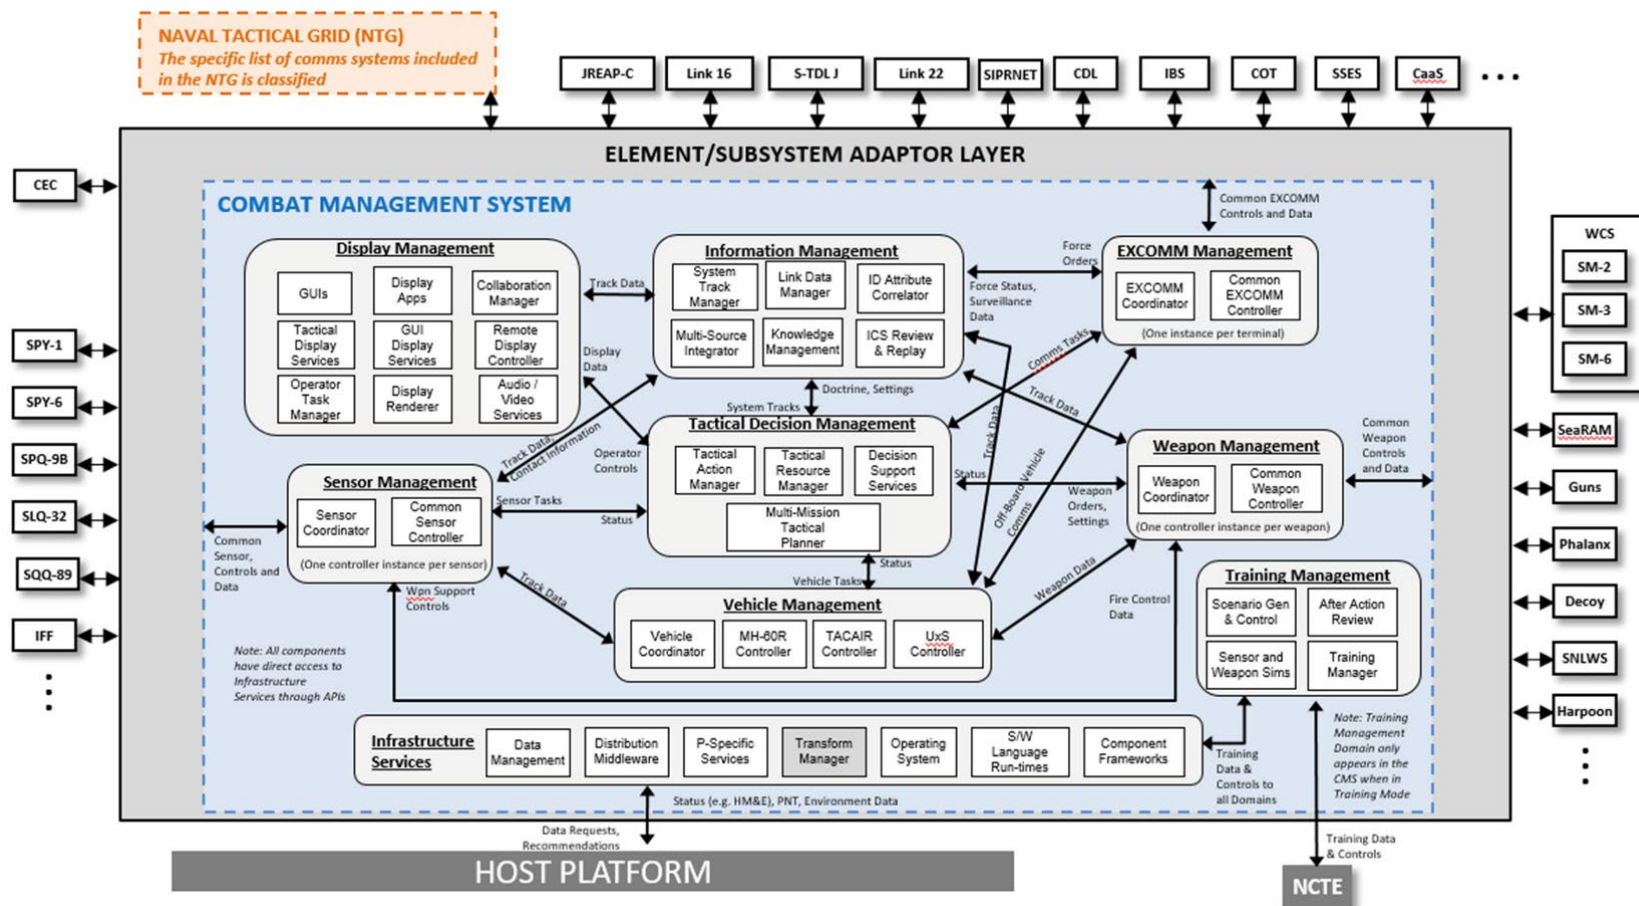 NAVAL TACTICAL GRID (NTG)
The specific list of comms systems included
in the NTG is classified
JREAP-C
Link 16
S-TDL J
Link 22
SIPRNET
CDL
IBS
COT
SSES
CaaS
...
ELEMENT/SUBSYSTEM ADAPTOR LAYER
CEC
SPY-1
SPY-6
SPQ-9B
SLQ-32
SQQ-89
IFF
COMBAT MANAGEMENT SYSTEM
Common EXCOMM
Controls and Data
Display Management
GUIs
Display
Apps
Collaboration
Manager
Tactical
Display
Services
GUI
Display
Services
Remote
Display
Controller
Operator
Task
Manager
Display
Renderer
Audio /
Video
Services
Track Data
Display
Data
Information Management
System
Track
Manager
Link Data
Manager
ID Attribute
Correlator
Multi-Source
Integrator
Knowledge
Management
ICS Review
& Replay
Force
Orders
Force Status,
Surveillance
Data
EXCOMM Management
EXCOMM
Coordinator
Common
EXCOMM
Controller
(One instance per terminal)
Comms Tasks
Doctrine, Settings
System Tracks
Track Data
Track Data,
Contact Information
Operator
Controls
Tactical Decision Management
Tactical
Action
Manager
Tactical
Resource
Manager
Decision
Support
Services
Multi-Mission
Tactical
Planner
Status
Track Data
Off-Board Vehicle
Comms
Weapon
Orders,
Settings
Weapon Management
Weapon
Coordinator
Common
Weapon
Controller
(One controller instance per weapon)
Common
Weapon
Controls
and Data
Sensor Management
Sensor
Coordinator
Common
Sensor
Controller
(One controller instance per sensor)
Sensor Tasks
Status
Common
Sensor,
Controls and
Data
Wpn Support
Controls
Track Data
Status
Vehicle Tasks
Vehicle Management
Vehicle
Coordinator
MH-60R
Controller
TACAIR
Controller
UxS
Controller
Weapon Data
Fire Control
Data
Training Management
Scenario Gen
& Control
After Action
Review
Sensor and
Weapon Sims
Training
Manager
Note: All components
have direct access to
Infrastructure
Services through APIs
Infrastructure
Services
Data
Management
Distribution
Middleware
P-Specific
Services
Transform
Manager
Operating
System
S/W
Language
Run-times
Component
Frameworks
Training
Data &
Controls to
all Domains
Note: Training
Management
Domain only
appears in the
CMS when in
Training Mode
Status (e.g. HM&E), PNT, Environment Data
Data Requests,
Recommendations
HOST PLATFORM
Training Data
& Controls
NCTE
WCS
SM-2
SM-3
SM-6
SeaRAM
Guns
Phalanx
Decoy
SNLWS
Harpoon